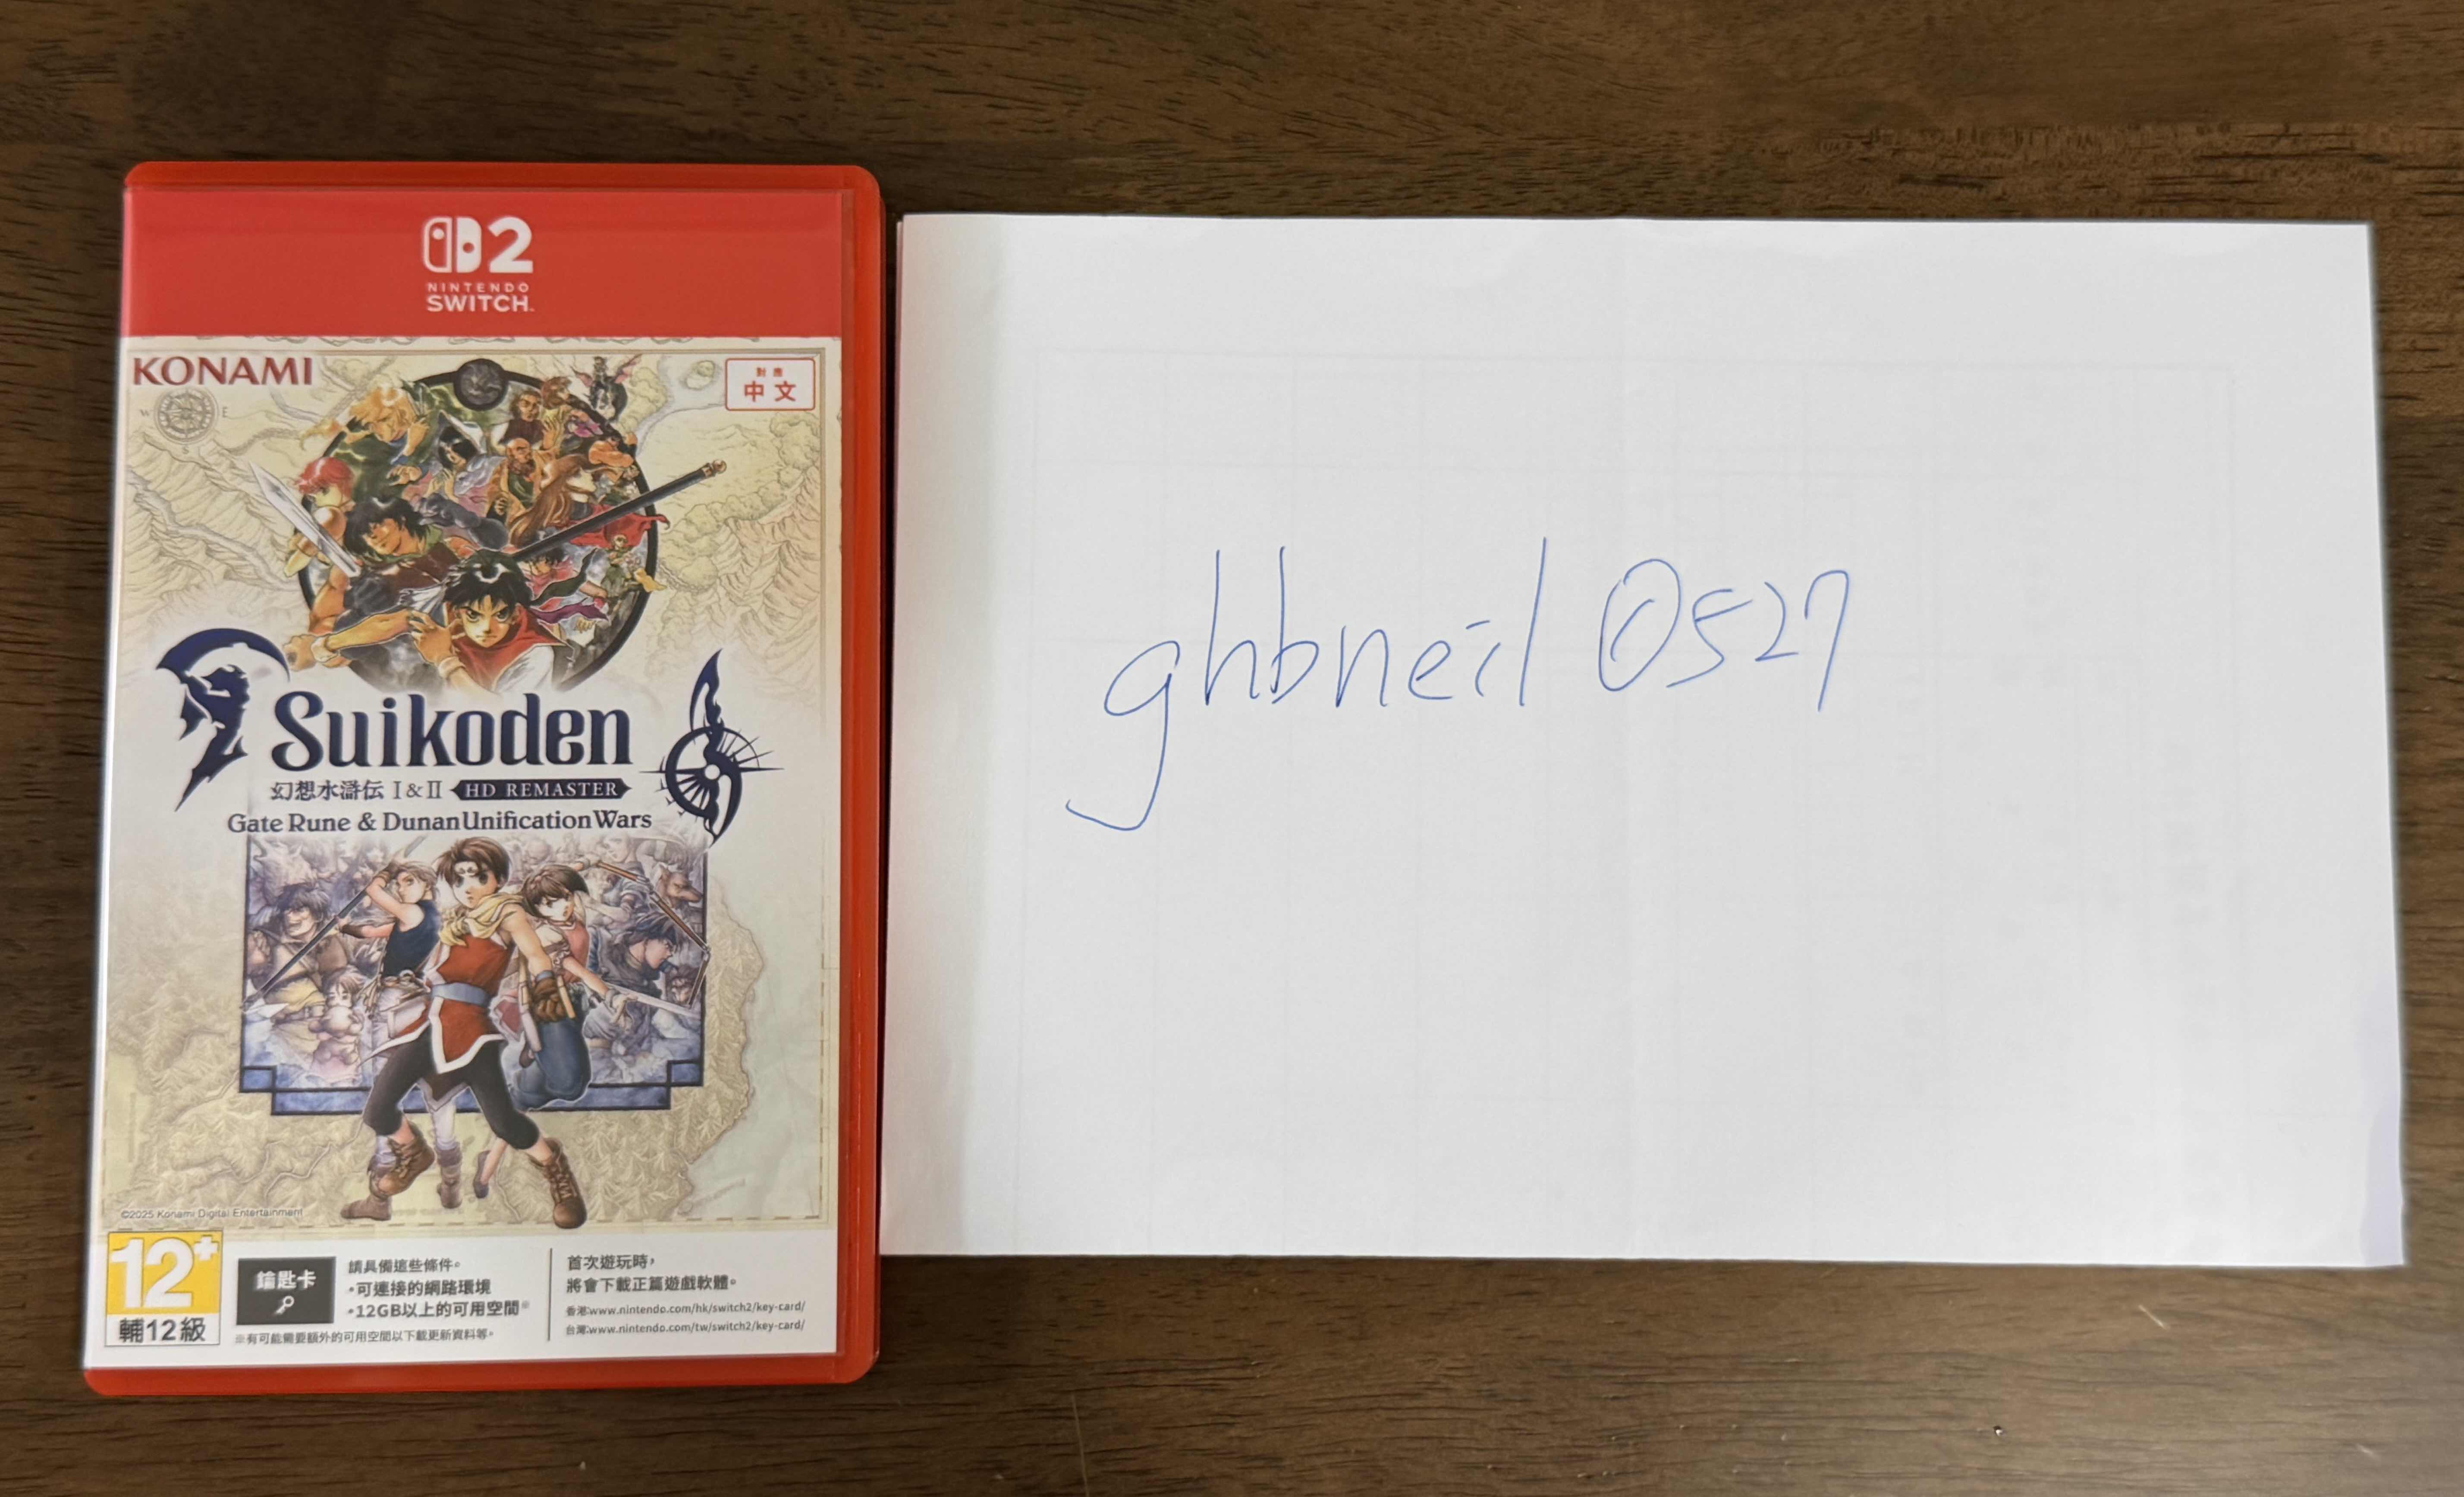 2
NINTENDO
SWITCH™
KONAMI
對應
中文
W
E
S
Suikoden
幻想水滸伝 I&II HD REMASTER
Gate Rune & Dunan Unification Wars
©2025 Konami Digital Entertainment
12+
輔12級
鑰匙卡
請具備這些條件。
・可連接的網路環境
・12GB以上的可用空間※
※有可能需要額外的可用空間以下載更新資料等。
首次遊玩時，
將會下載正篇遊戲軟體。
香港:www.nintendo.com/hk/switch2/key-card/
台灣:www.nintendo.com/tw/switch2/key-card/
ghbneil 0527